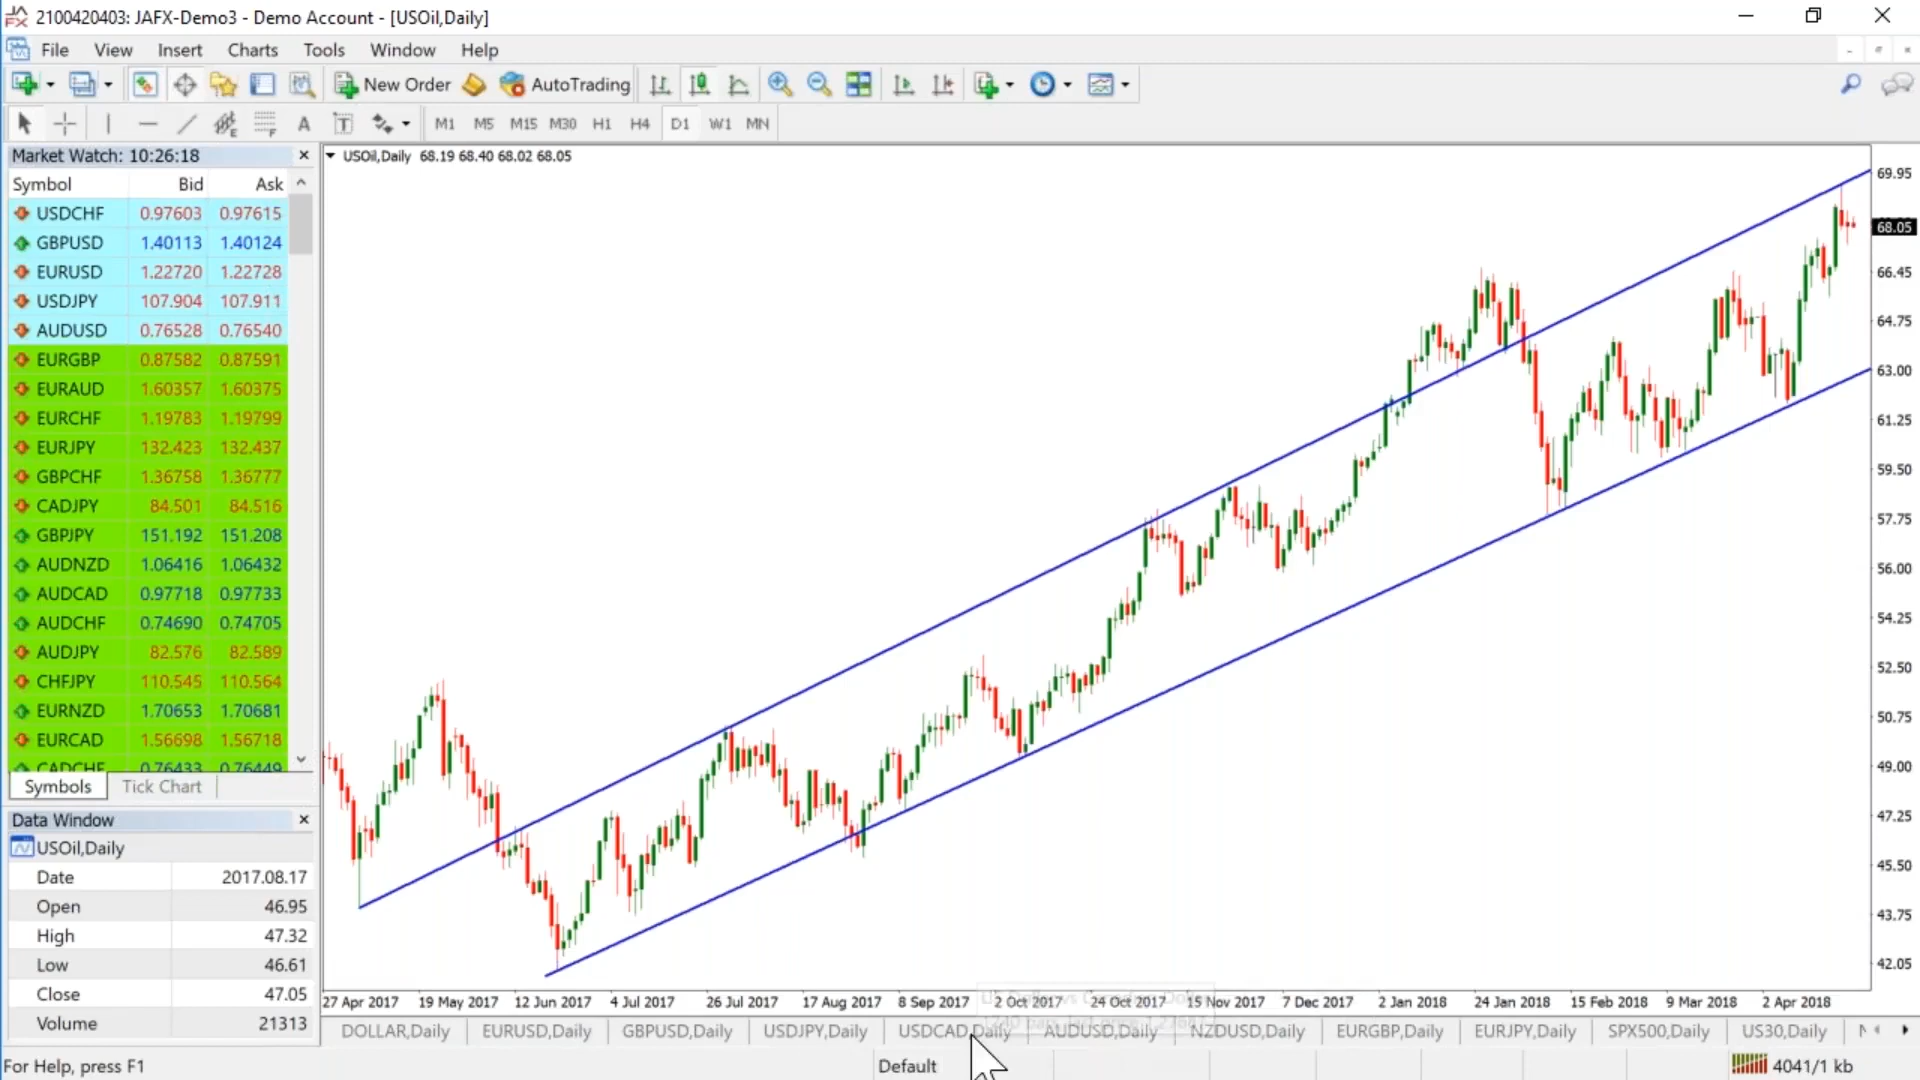 JAFX 2100420403: JAFX-Demo3 - Demo Account - [USOil,Daily]
File View Insert Charts Tools Window Help
New Order AutoTrading
E F A T M1 M5 M15 M30 H1 H4 D1 W1 MN
Market Watch: 10:26:18
Symbol Bid Ask
USDCHF 0.97603 0.97615
GBPUSD 1.40113 1.40124
EURUSD 1.22720 1.22728
USDJPY 107.904 107.911
AUDUSD 0.76528 0.76540
EURGBP 0.87582 0.87591
EURAUD 1.60357 1.60375
EURCHF 1.19783 1.19799
EURJPY 132.423 132.437
GBPCHF 1.36758 1.36777
CADJPY 84.501 84.516
GBPJPY 151.192 151.208
AUDNZD 1.06416 1.06432
AUDCAD 0.97718 0.97733
AUDCHF 0.74690 0.74705
AUDJPY 82.576 82.589
CHFJPY 110.545 110.564
EURNZD 1.70653 1.70681
EURCAD 1.56698 1.56718
CADCHF 0.76433 0.76449
Symbols Tick Chart
Data Window
USOil,Daily
Date 2017.08.17
Open 46.95
High 47.32
Low 46.61
Close 47.05
Volume 21313
USOil,Daily 68.19 68.40 68.02 68.05
69.95
68.05
66.45
64.75
63.00
61.25
59.50
57.75
56.00
54.25
52.50
50.75
49.00
47.25
45.50
43.75
42.05
27 Apr 2017 19 May 2017 12 Jun 2017 4 Jul 2017 26 Jul 2017 17 Aug 2017 8 Sep 2017 2 Oct 2017 24 Oct 2017 15 Nov 2017 7 Dec 2017 2 Jan 2018 24 Jan 2018 15 Feb 2018 9 Mar 2018 2 Apr 2018
DOLLAR,Daily EURUSD,Daily GBPUSD,Daily USDJPY,Daily USDCAD,Daily AUDUSD,Daily NZDUSD,Daily EURGBP,Daily EURJPY,Daily SPX500,Daily US30,Daily
For Help, press F1 Default 4041/1 kb